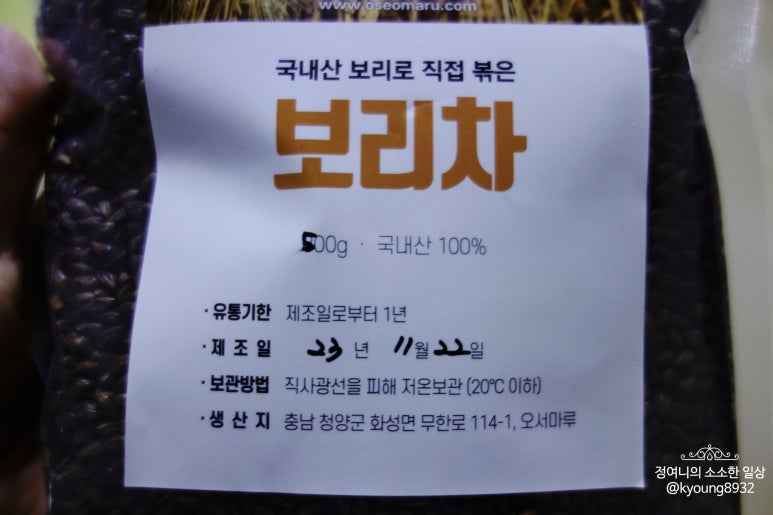 www.oseomaru.com
국내산 보리로 직접 볶은
보리차
500g · 국내산 100%
· 유통기한 제조일로부터 1년
· 제 조 일 23 년 11월 22일
· 보관방법 직사광선을 피해 저온보관 (20℃ 이하)
· 생 산 지 충남 청양군 화성면 무한로 114-1, 오서마루
정여니의 소소한 일상
@kyoung8932